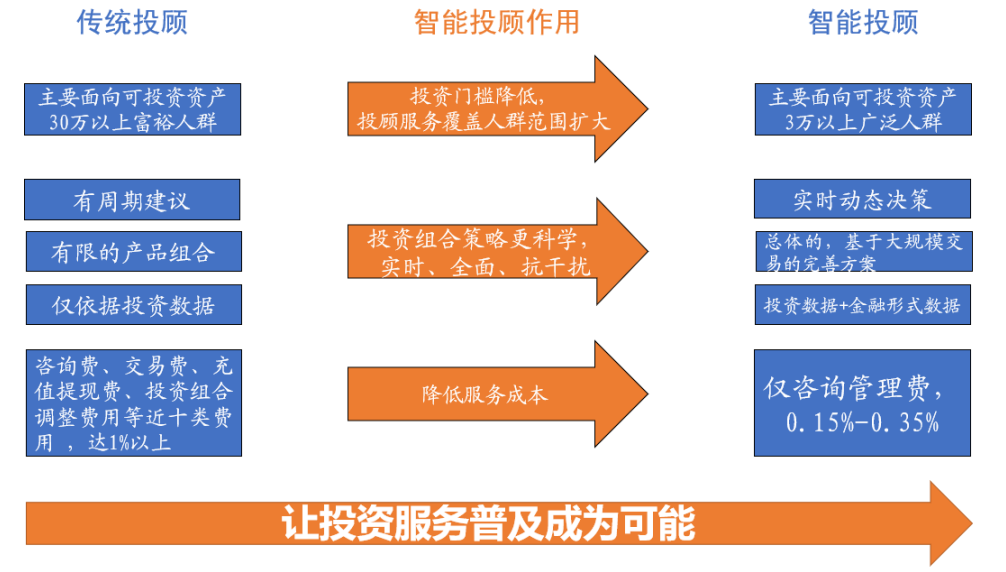 传统投顾
智能投顾作用
智能投顾
主要面向可投资资产
30万以上富裕人群
投资门槛降低，
投顾服务覆盖人群范围扩大
主要面向可投资资产
3万以上广泛人群
有周期建议
有限的产品组合
仅依据投资数据
投资组合策略更科学，
实时、全面、抗干扰
实时动态决策
总体的，基于大规模交
易的完善方案
投资数据+金融形式数据
咨询费、交易费、充
值提现费、投资组合
调整费用等近十类费
用 ，达1%以上
降低服务成本
仅咨询管理费，
0.15%-0.35%
让投资服务普及成为可能